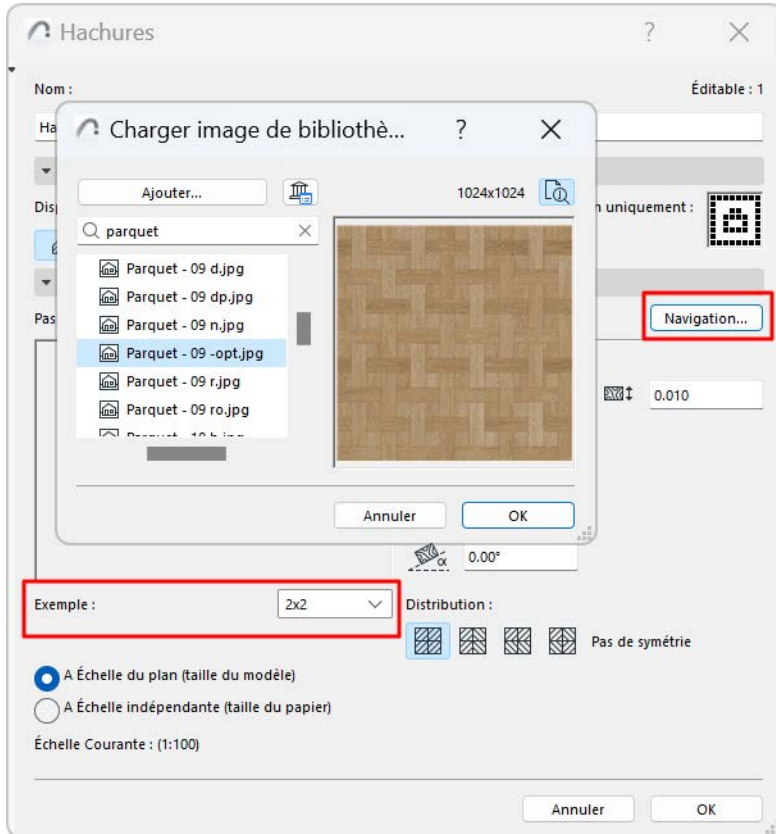 Hachures
?
Nom :
Éditable : 1
Ha
Charger image de bibliothè...
?
Ajouter...
1024x1024
Disp
n uniquement :
parquet
Parquet - 09 d.jpg
Parquet - 09 dp.jpg
Parquet - 09 n.jpg
Pas
Navigation...
Parquet - 09 -opt.jpg
Parquet - 09 r.jpg
0.010
Parquet - 09 ro.jpg
Annuler
OK
α
0.00°
Exemple :
2x2
Distribution :
Pas de symétrie
A Échelle du plan (taille du modèle)
A Échelle indépendante (taille du papier)
Échelle Courante : (1:100)
Annuler
OK